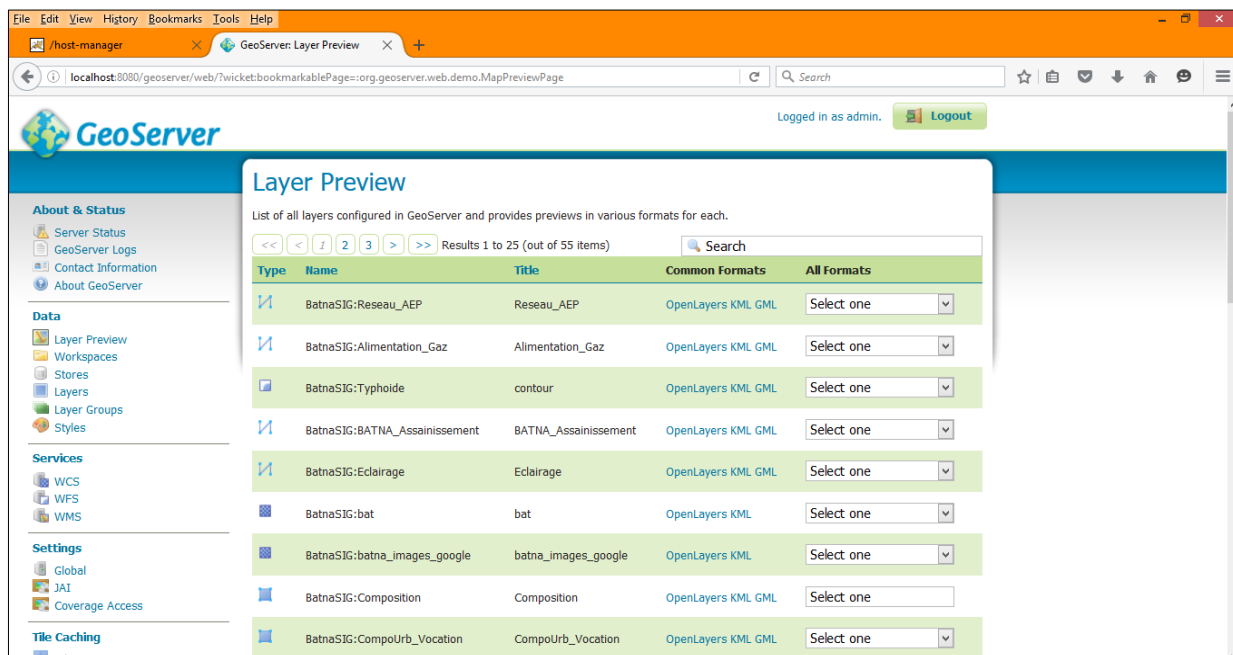 File Edit View History Bookmarks Tools Help
/host-manager
GeoServer: Layer Preview
localhost:8080/geoserver/web/?wicket:bookmarkablePage=:org.geoserver.web.demo.MapPreviewPage
Search
GeoServer
Logged in as admin.
Logout
About & Status
Server Status
GeoServer Logs
Contact Information
About GeoServer
Data
Layer Preview
Workspaces
Stores
Layers
Layer Groups
Styles
Services
WCS
WFS
WMS
Settings
Global
JAI
Coverage Access
Tile Caching
Layer Preview
List of all layers configured in GeoServer and provides previews in various formats for each.
<< < 1 2 3 > >> Results 1 to 25 (out of 55 items) Search
Type Name Title Common Formats All Formats
BatnaSIG:Reseau_AEP Reseau_AEP OpenLayers KML GML Select one
BatnaSIG:Alimentation_Gaz Alimentation_Gaz OpenLayers KML GML Select one
BatnaSIG:Typhoide contour OpenLayers KML GML Select one
BatnaSIG:BATNA_Assainissement BATNA_Assainissement OpenLayers KML GML Select one
BatnaSIG:Eclairage Eclairage OpenLayers KML GML Select one
BatnaSIG:bat bat OpenLayers KML Select one
BatnaSIG:batna_images_google batna_images_google OpenLayers KML Select one
BatnaSIG:Composition Composition OpenLayers KML GML Select one
BatnaSIG:CompoUrb_Vocation CompoUrb_Vocation OpenLayers KML GML Select one